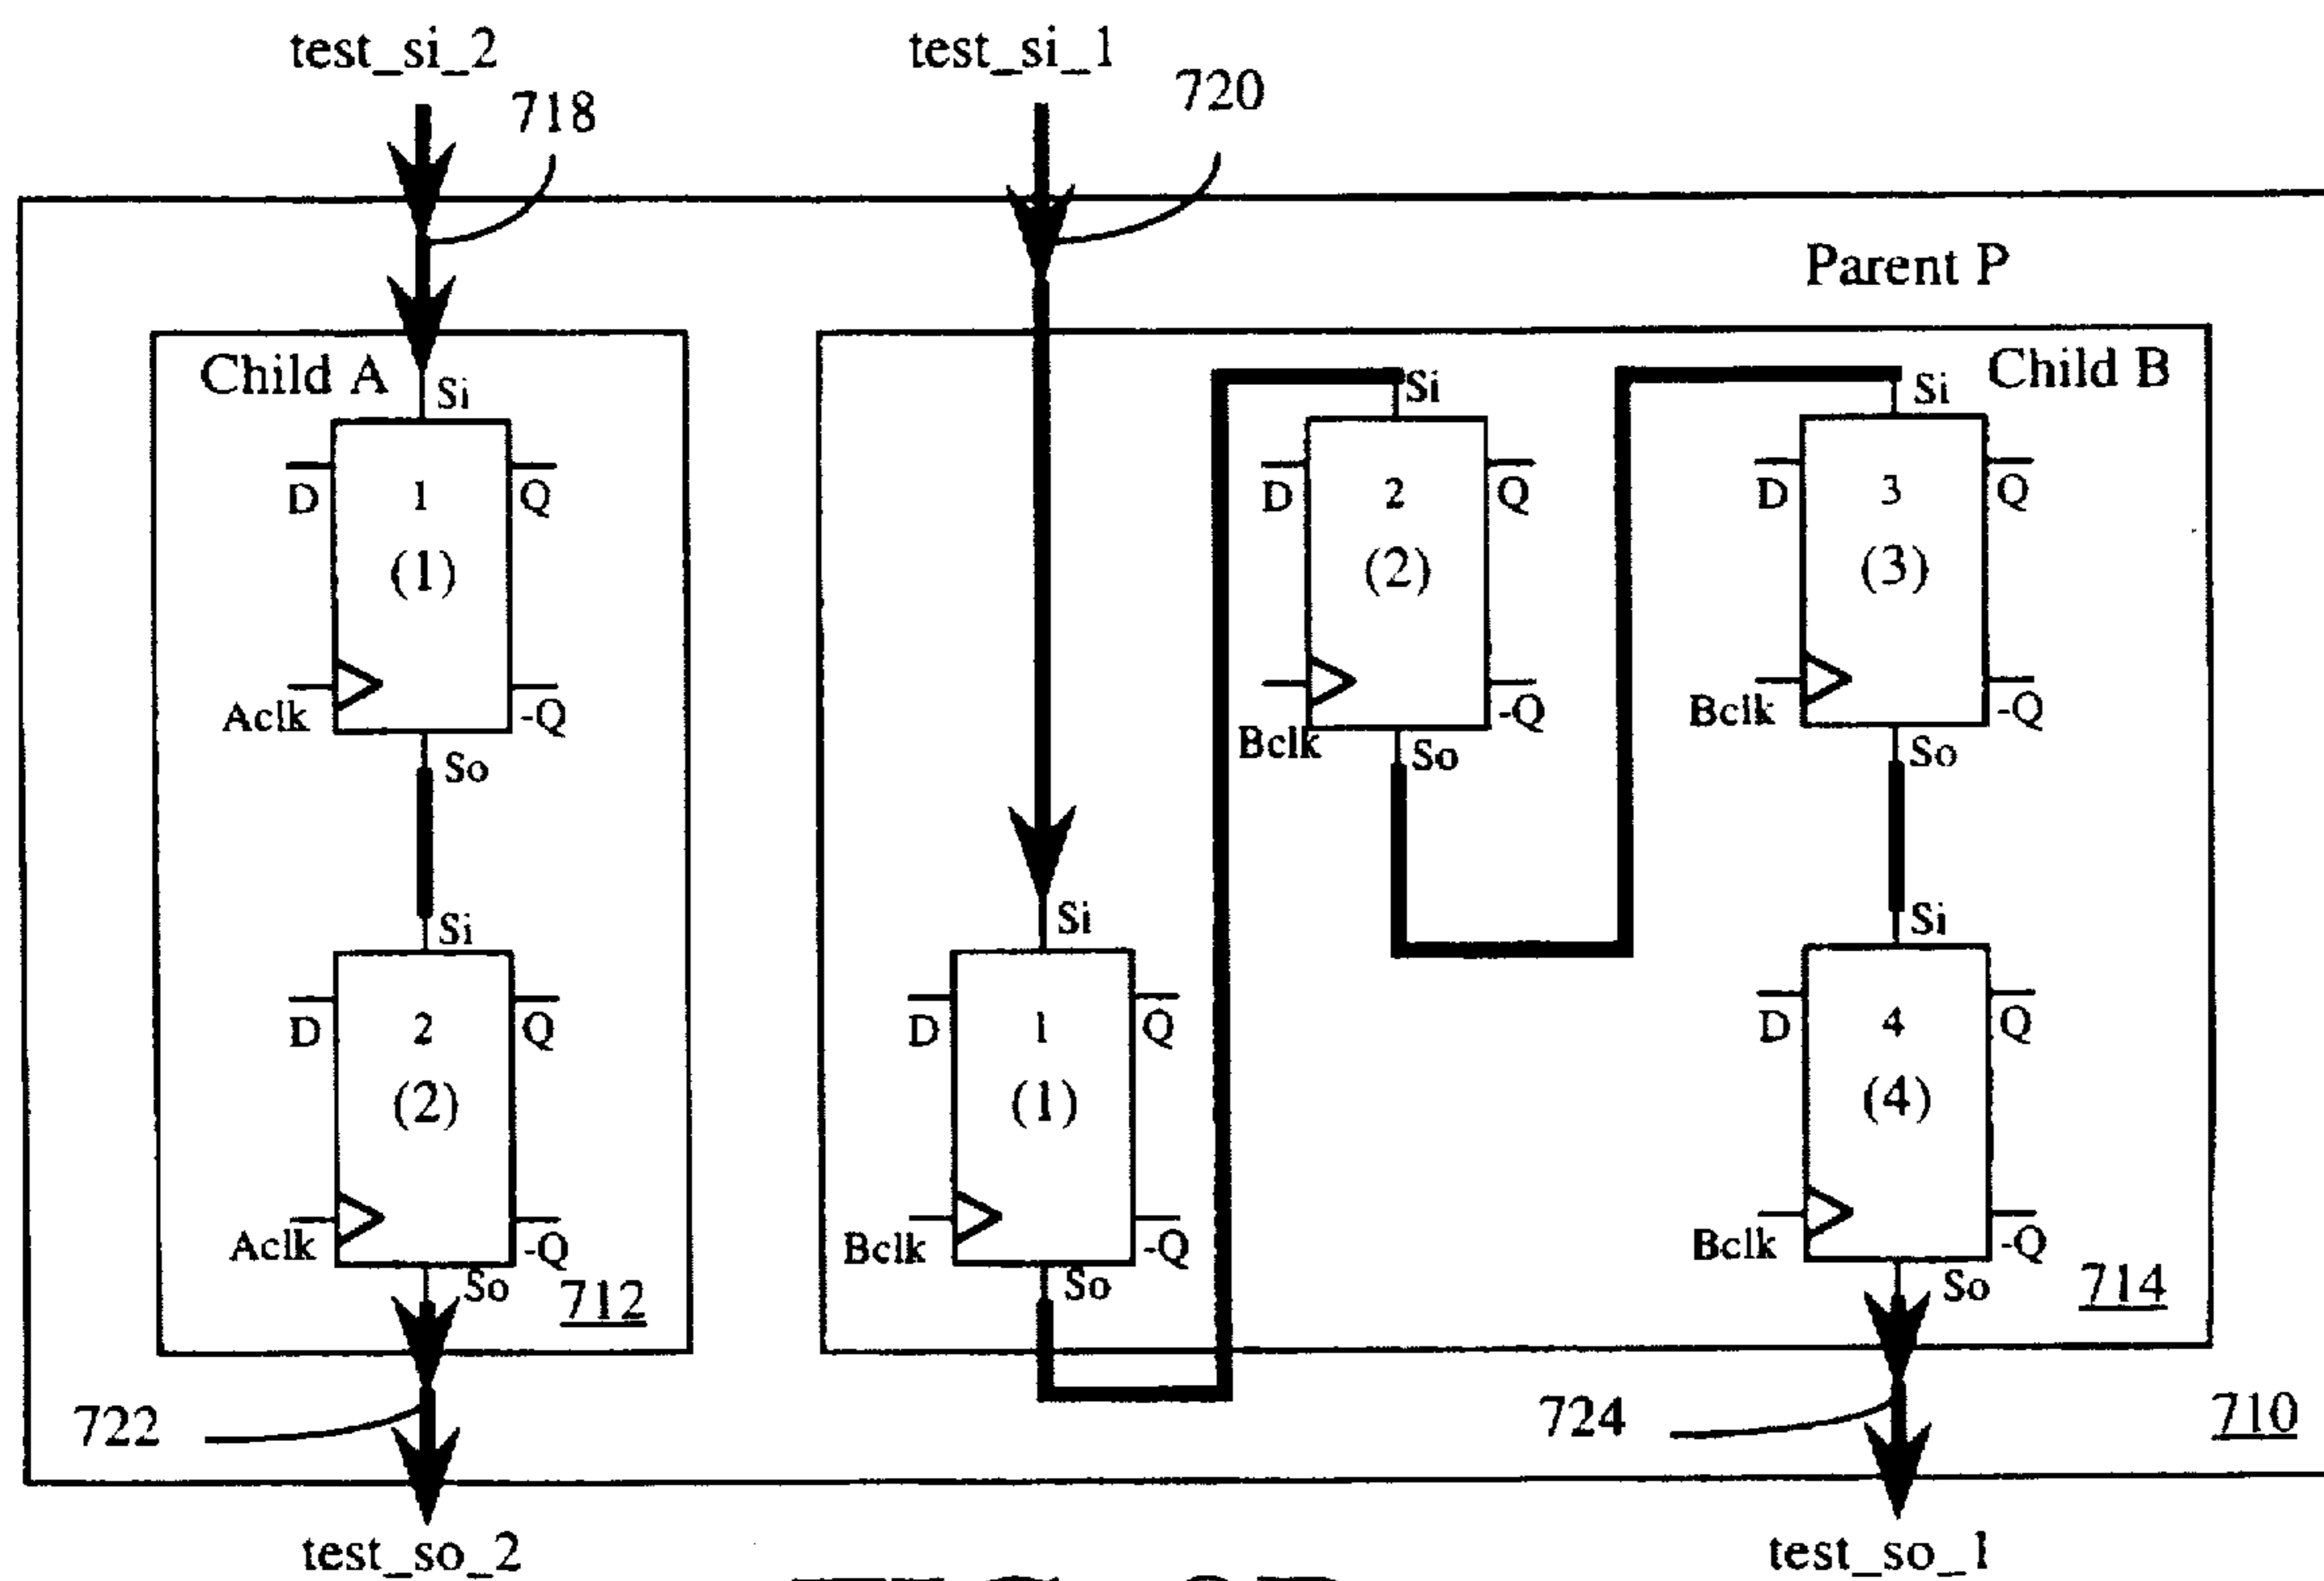 test_si_2
test_si_1
718
720
Parent P
Child A
Si
D
1
Q
(1)
Aclk
-Q
So
Si
D
2
Q
(2)
Aclk
-Q
So
712
Child B
Si
D
1
Q
(1)
Bclk
-Q
So
Si
D
2
Q
(2)
Bclk
-Q
So
Si
D
3
Q
(3)
Bclk
-Q
So
Si
D
4
Q
(4)
Bclk
-Q
So
714
722
724
710
test_so_2
test_so_1